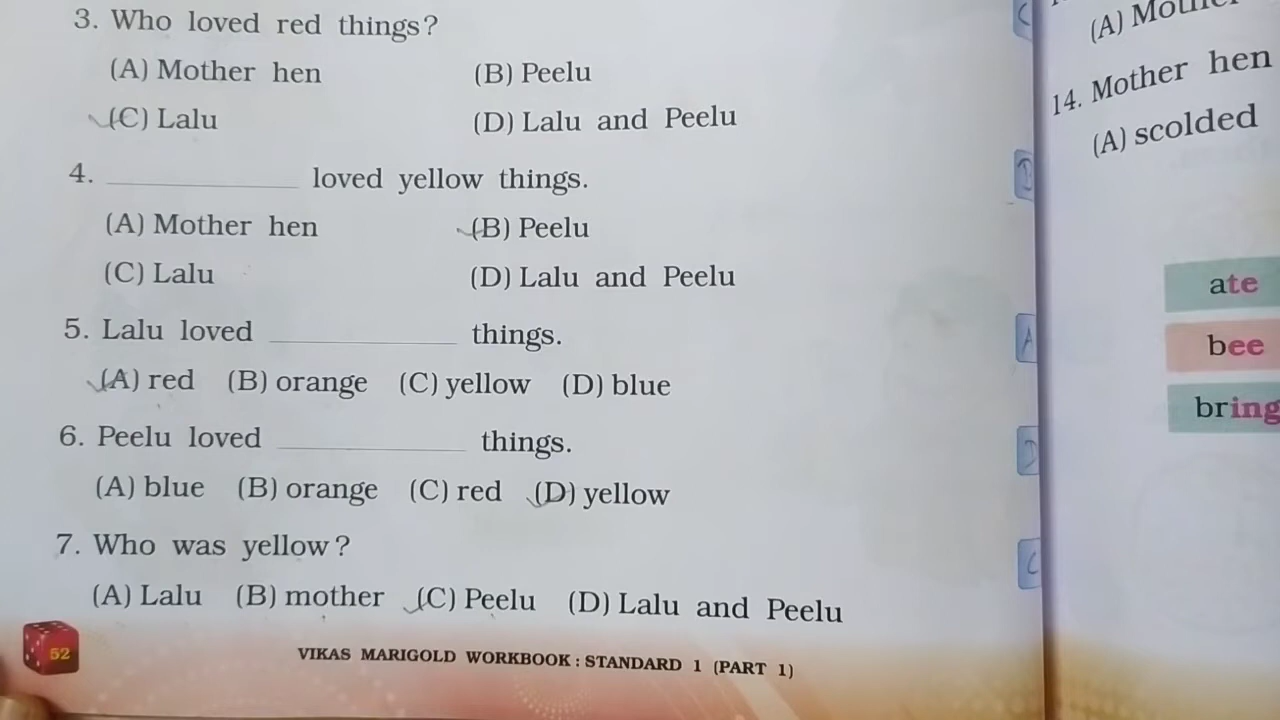 3. Who loved red things?
(A) Mother hen (B) Peelu
(C) Lalu (D) Lalu and Peelu
4. ____________ loved yellow things.
(A) Mother hen (B) Peelu
(C) Lalu (D) Lalu and Peelu
5. Lalu loved ____________ things.
(A) red (B) orange (C) yellow (D) blue
6. Peelu loved ____________ things.
(A) blue (B) orange (C) red (D) yellow
7. Who was yellow?
(A) Lalu (B) mother (C) Peelu (D) Lalu and Peelu
52
VIKAS MARIGOLD WORKBOOK : STANDARD 1 (PART 1)
C
D
A
D
C
(A)
14. Mother hen
(A) scolded
ate
bee
bring